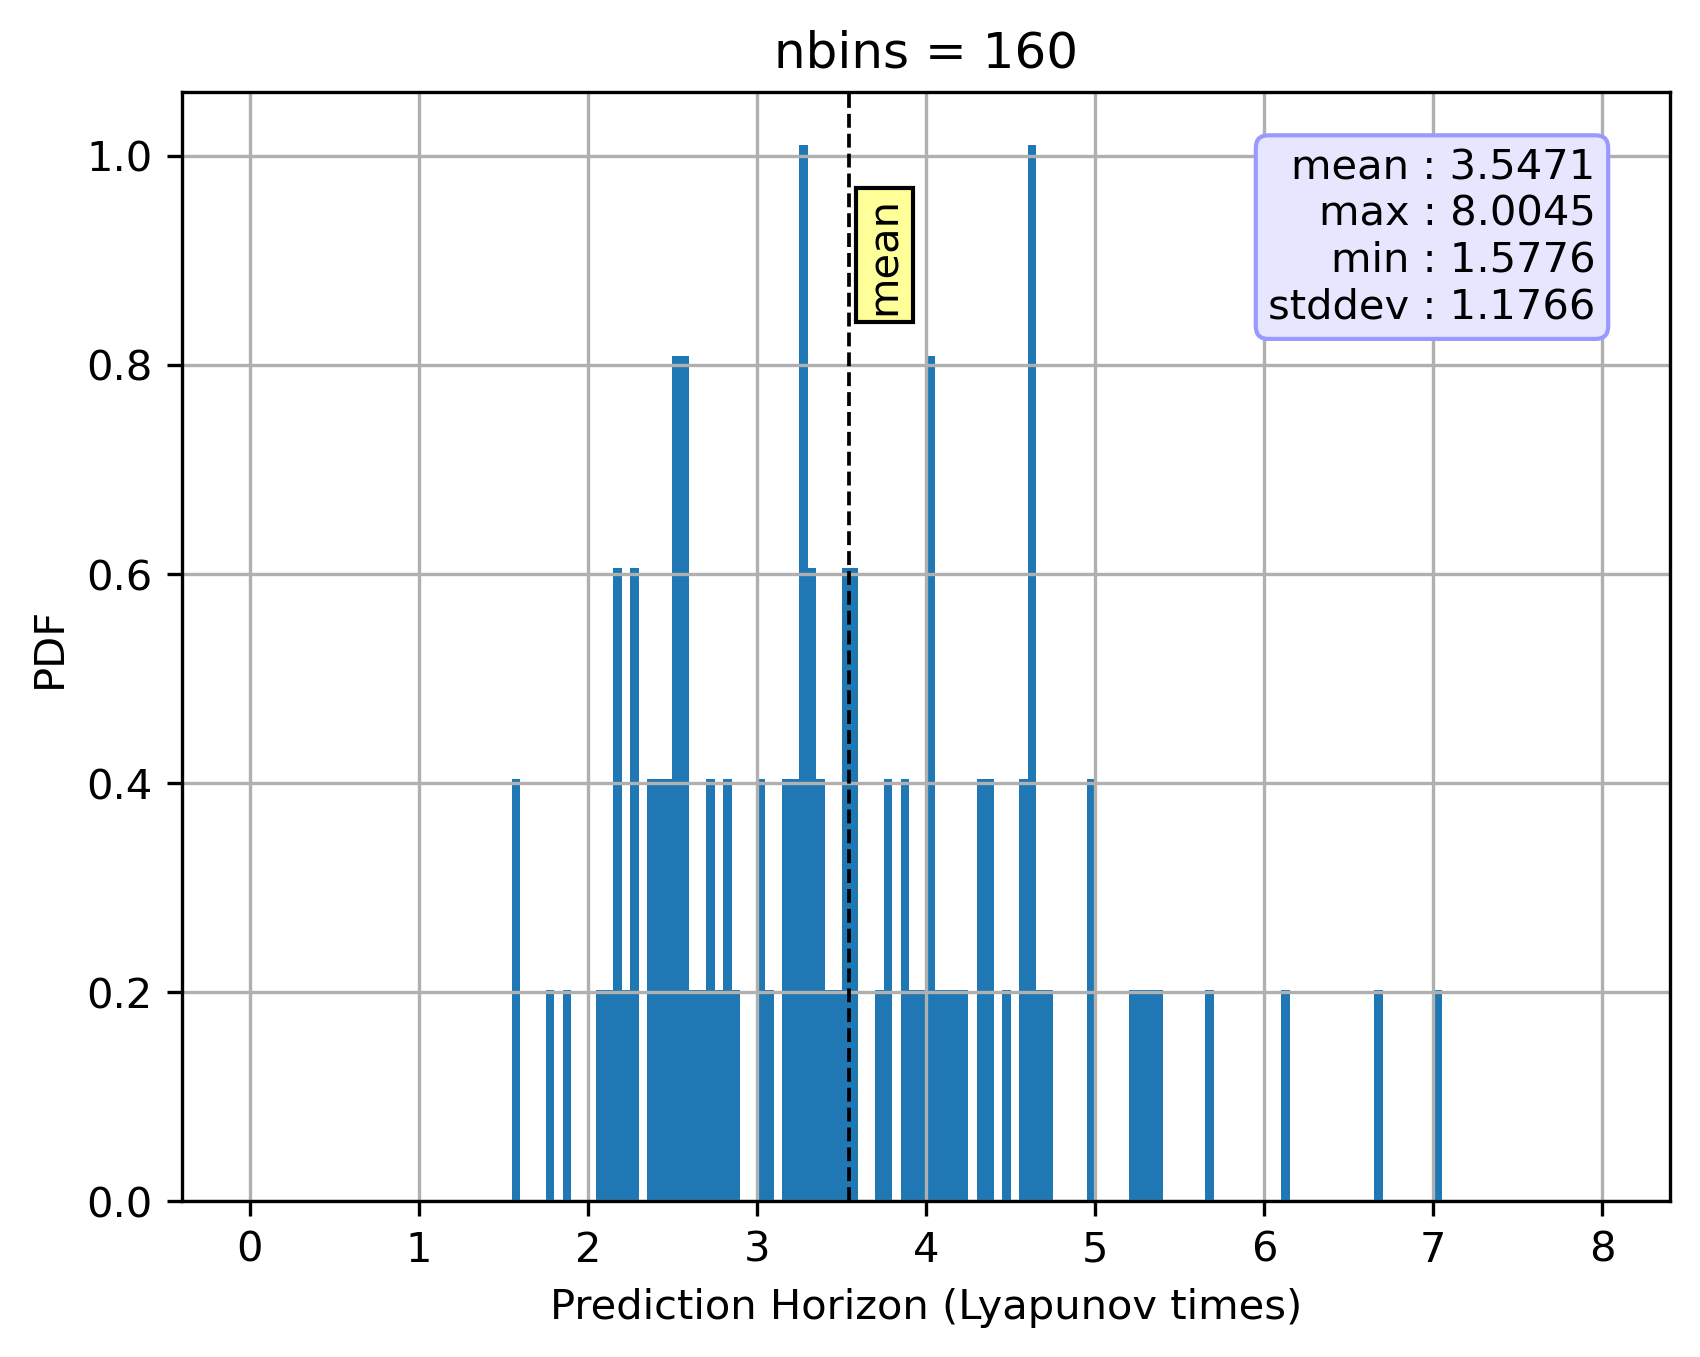 nbins = 160
mean : 3.5471
max : 8.0045
min : 1.5776
stddev : 1.1766
mean
PDF
1.0
0.8
0.6
0.4
0.2
0.0
0 1 2 3 4 5 6 7 8
Prediction Horizon (Lyapunov times)